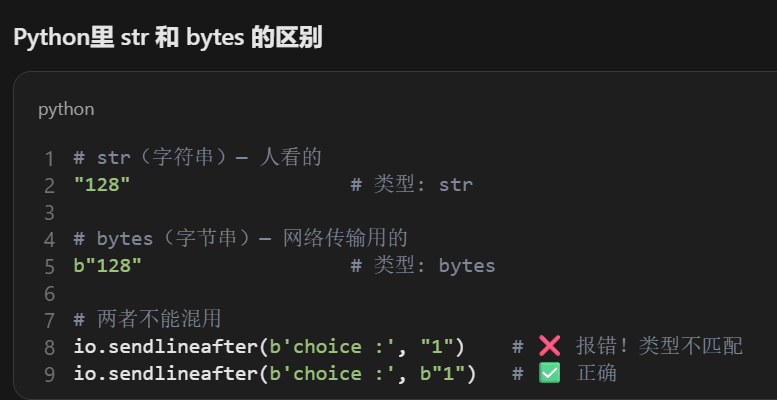 Python里 str 和 bytes 的区别
python
1 # str（字符串）— 人看的
2 "128" # 类型: str
3
4 # bytes（字节串）— 网络传输用的
5 b"128" # 类型: bytes
6
7 # 两者不能混用
8 io.sendlineafter(b'choice :', "1") # ❌ 报错！类型不匹配
9 io.sendlineafter(b'choice :', b"1") # ✅ 正确